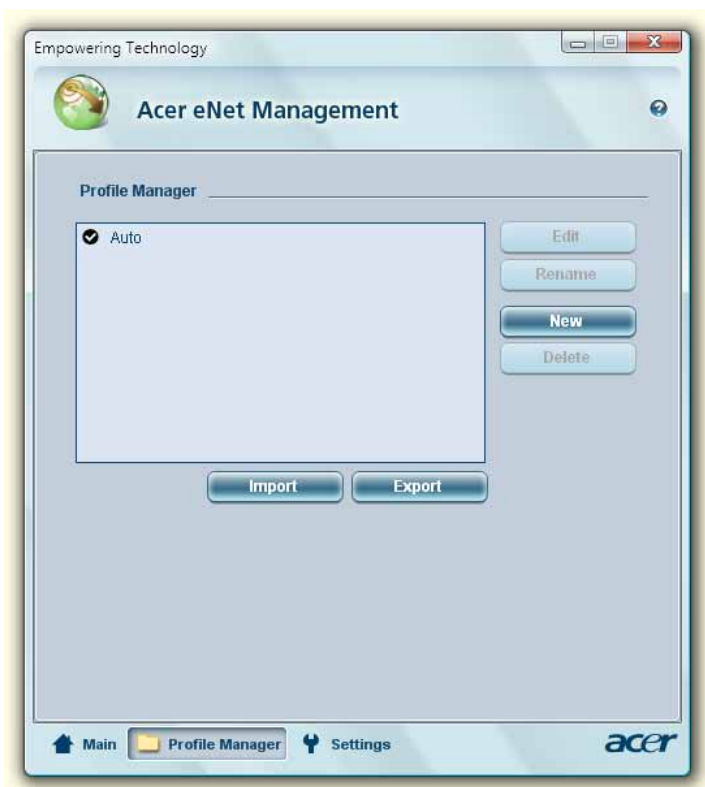 Empowering Technology
Acer eNet Management
Profile Manager
Auto
Edit
Rename
New
Delete
Import Export
Main Profile Manager Settings acer